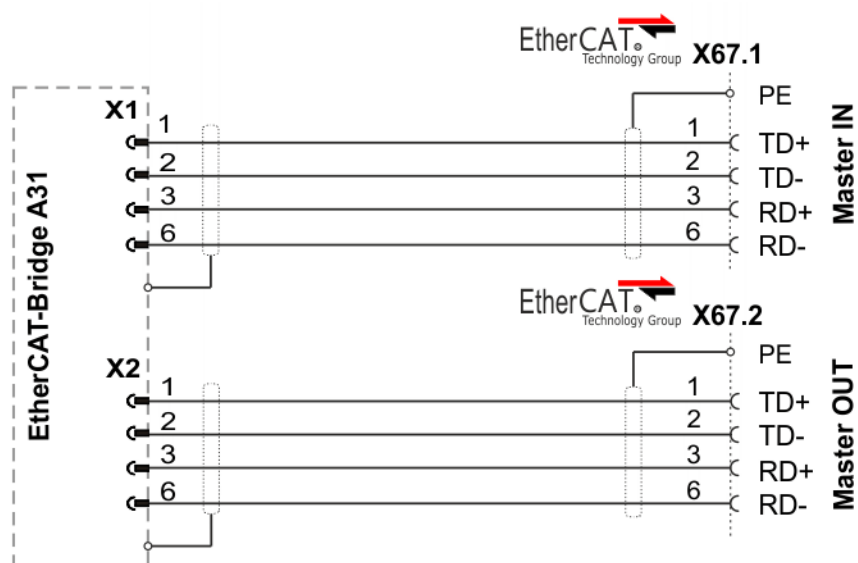 EtherCAT®
Technology Group
X67.1
PE
X1
1
1
TD+
2
2
TD-
3
3
RD+
6
6
RD-
Master IN
EtherCAT-Bridge A31
EtherCAT®
Technology Group
X67.2
PE
X2
1
1
TD+
2
2
TD-
3
3
RD+
6
6
RD-
Master OUT